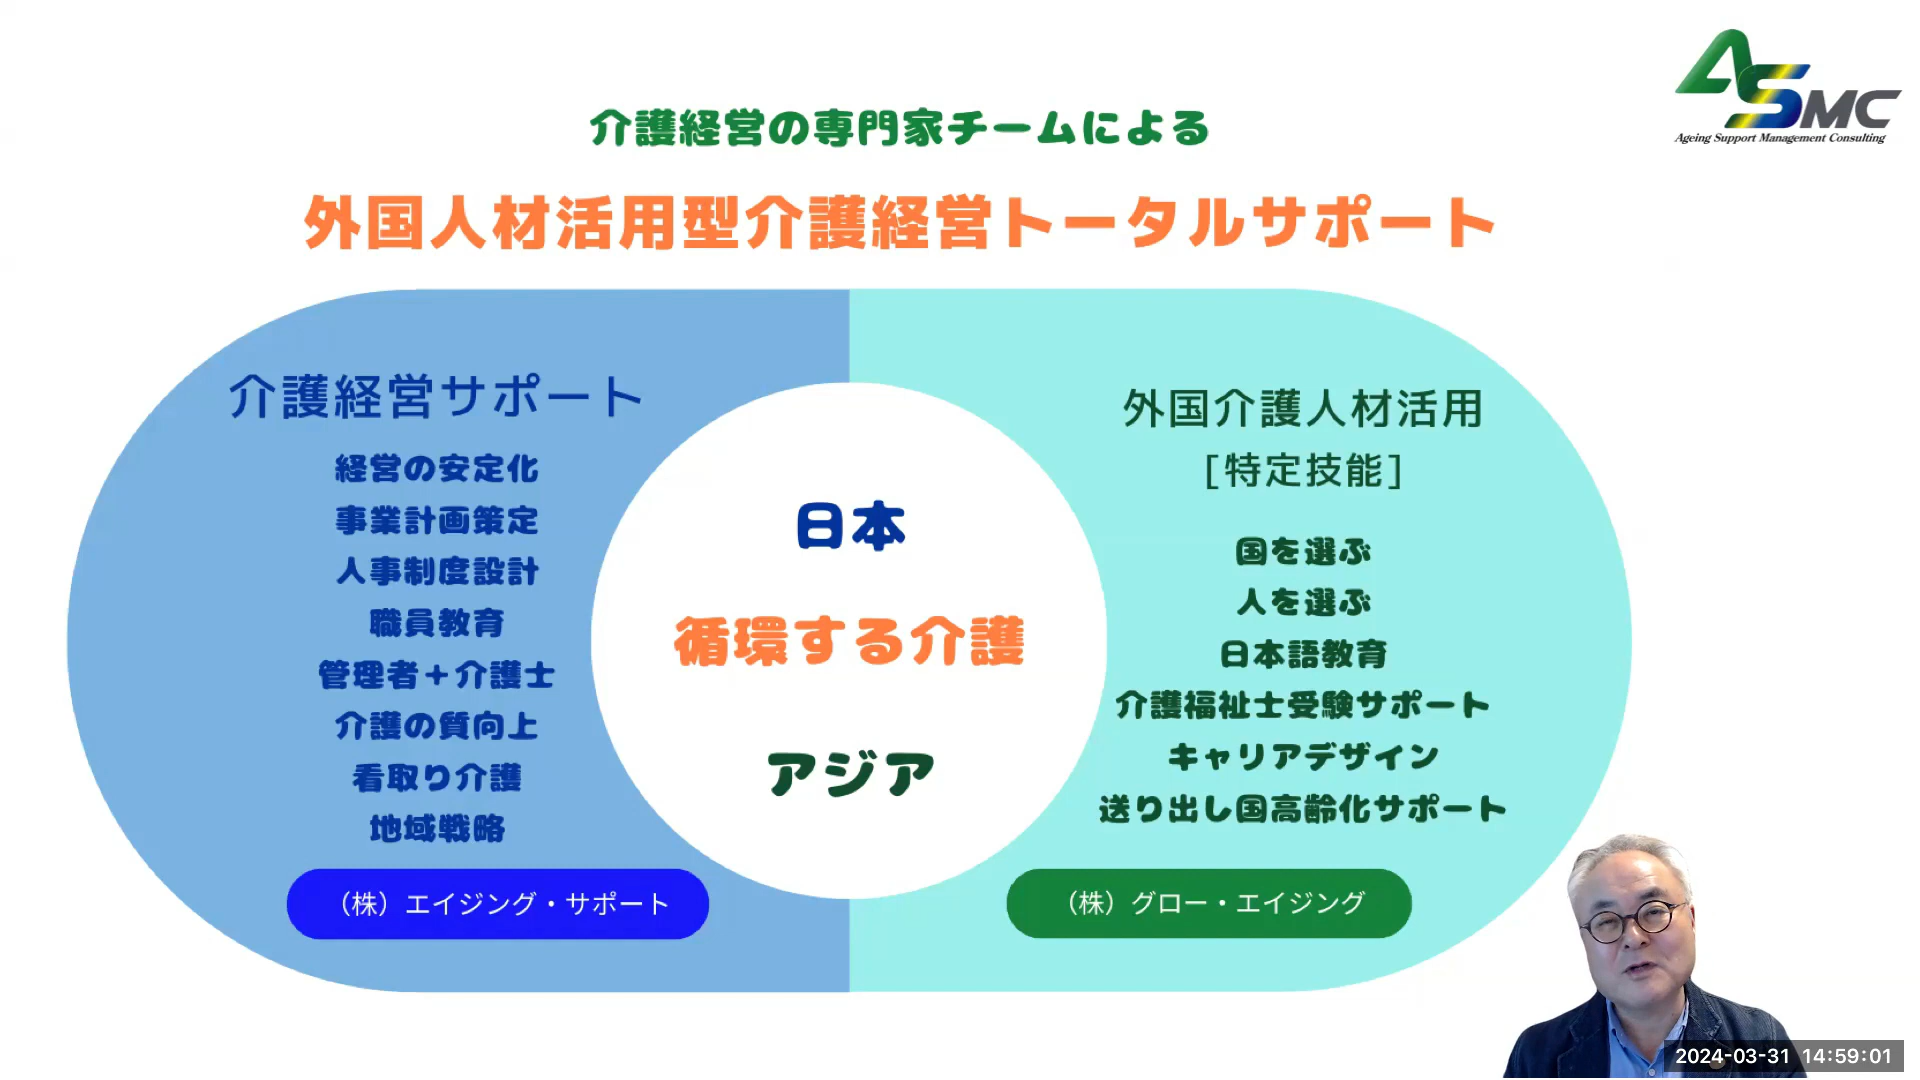 ASMC
Ageing Support Management Consulting
介護経営の専門家チームによる
外国人材活用型介護経営トータルサポート
介護経営サポート
経営の安定化
事業計画策定
人事制度設計
職員教育
管理者＋介護士
介護の質向上
看取り介護
地域戦略
（株）エイジング・サポート
日本
循環する介護
アジア
外国介護人材活用
[特定技能]
国を選ぶ
人を選ぶ
日本語教育
介護福祉士受験サポート
キャリアデザイン
送り出し国高齢化サポート
（株）グロー・エイジング
2024-03-31 14:59:01